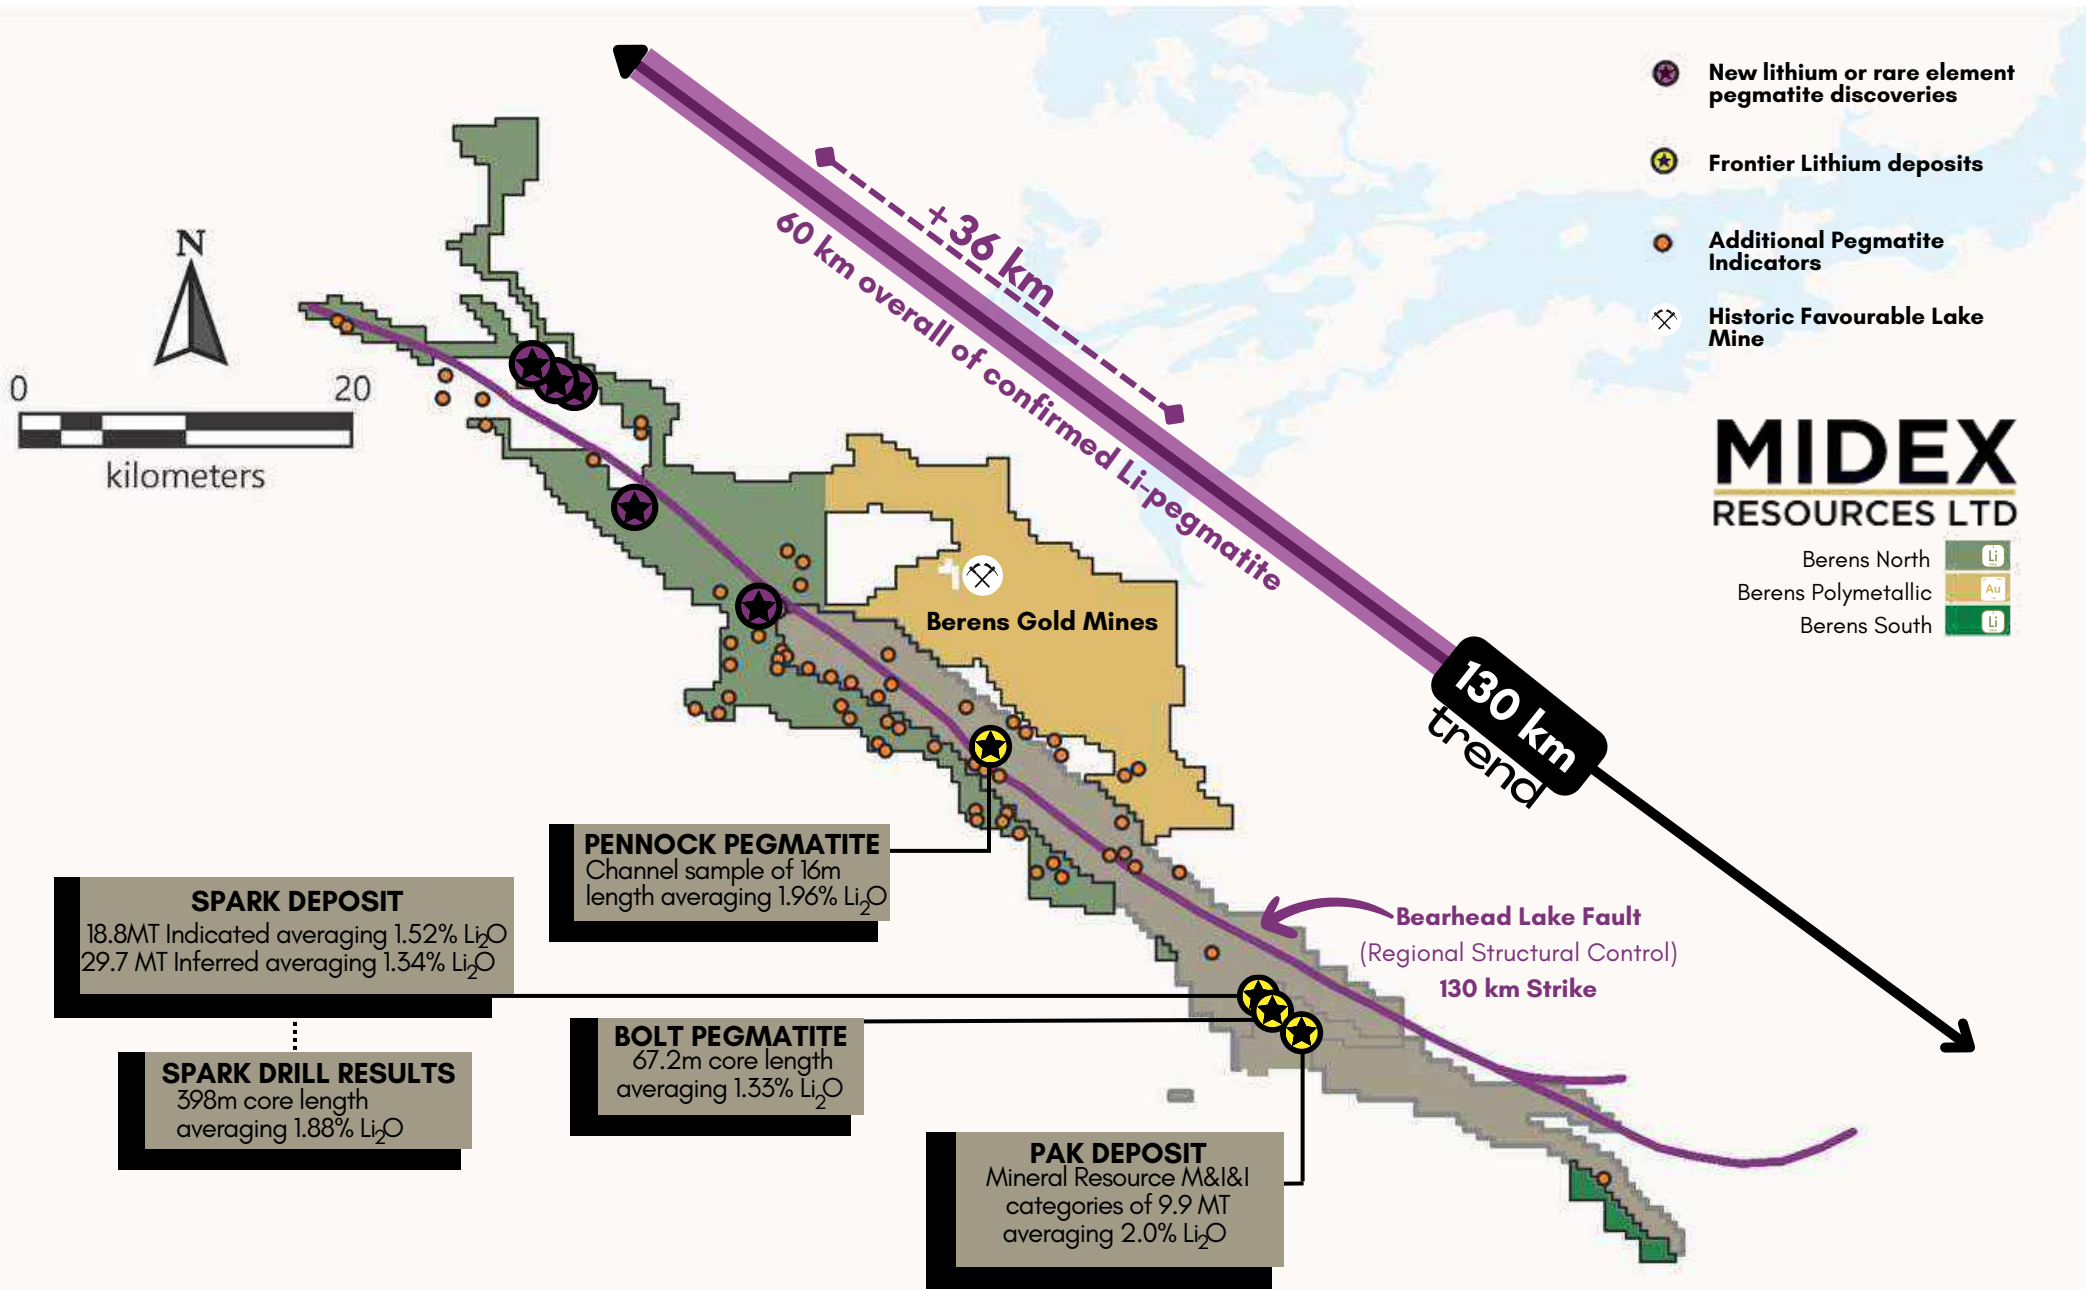 New lithium or rare element
pegmatite discoveries
Frontier Lithium deposits
Additional Pegmatite
Indicators
Historic Favourable Lake
Mine
N
0 20
kilometers
+36 km
60 km overall of confirmed Li-pegmatite
130 km
trend
MIDEX
RESOURCES LTD
Berens North
Li
Berens Polymetallic
Au
Berens South
Li
Berens Gold Mines
PENNOCK PEGMATITE
Channel sample of 16m
length averaging 1.96% Li₂O
SPARK DEPOSIT
18.8MT Indicated averaging 1.52% Li₂O
29.7 MT Inferred averaging 1.34% Li₂O
SPARK DRILL RESULTS
398m core length
averaging 1.88% Li₂O
BOLT PEGMATITE
67.2m core length
averaging 1.33% Li₂O
PAK DEPOSIT
Mineral Resource M&I&I
categories of 9.9 MT
averaging 2.0% Li₂O
Bearhead Lake Fault
(Regional Structural Control)
130 km Strike